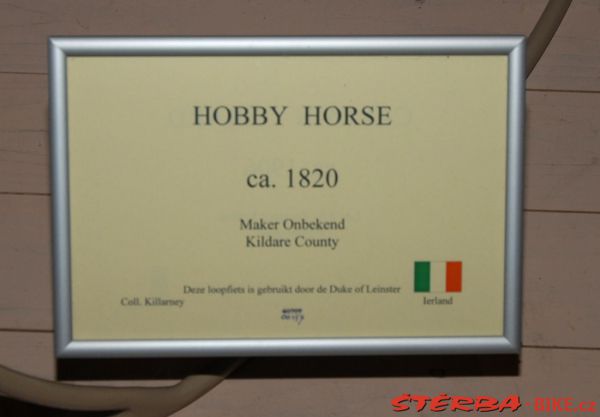 HOBBY HORSE
ca. 1820
Maker Onbekend
Kildare County
Deze loopfiets is gebruikt door de Duke of Leinster
Coll. Killarney
Ierland
ŠTĚRBA-BIKE.cz